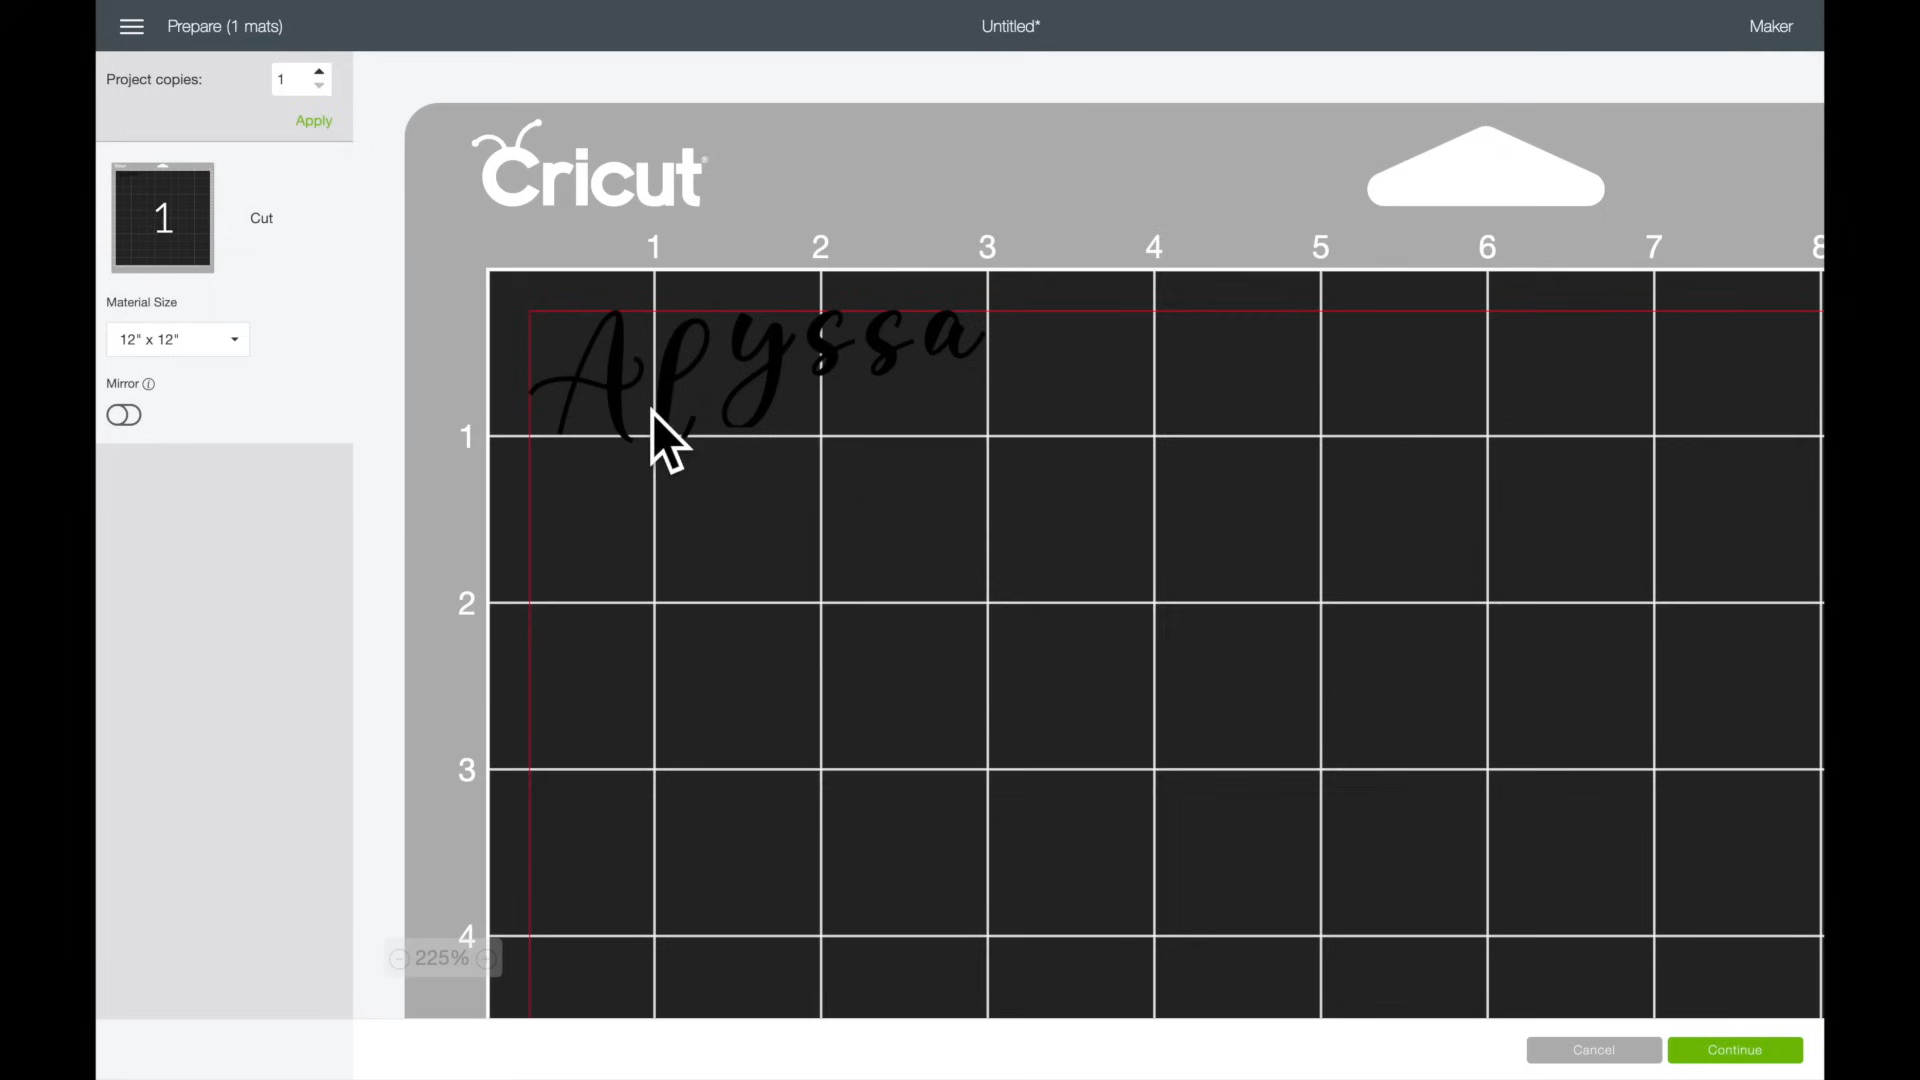 Prepare (1 mats)
Untitled*
Maker
Project copies:
1
Apply
1
Cut
Material Size
12" x 12"
Mirror
Cricut
1 2 3 4 5 6 7 8
Alyssa
1
2
3
4
225%
Cancel
Continue